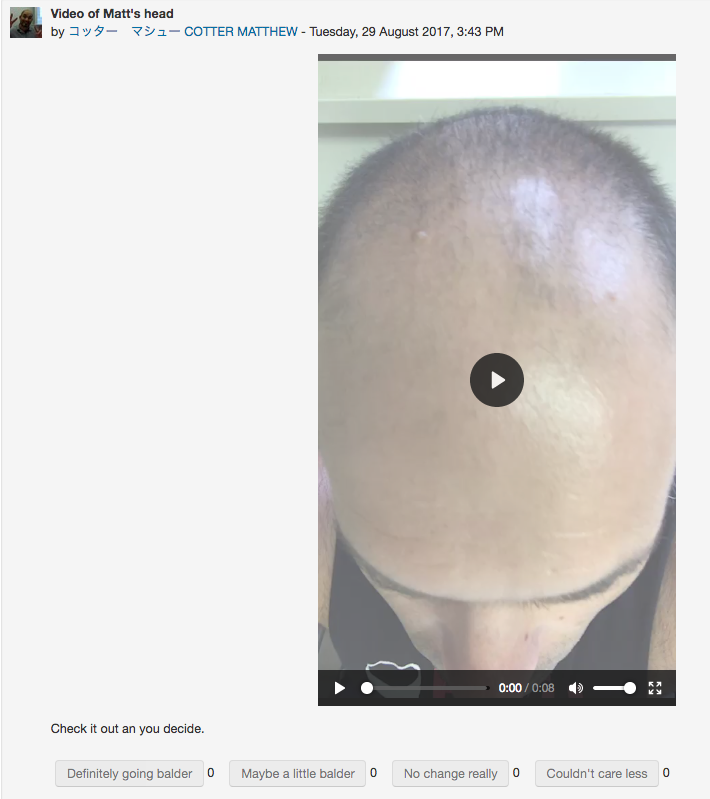 Video of Matt's head
by コッター　マシュー COTTER MATTHEW - Tuesday, 29 August 2017, 3:43 PM
0:00 / 0:08
Check it out an you decide.
Definitely going balder 0 Maybe a little balder 0 No change really 0 Couldn't care less 0